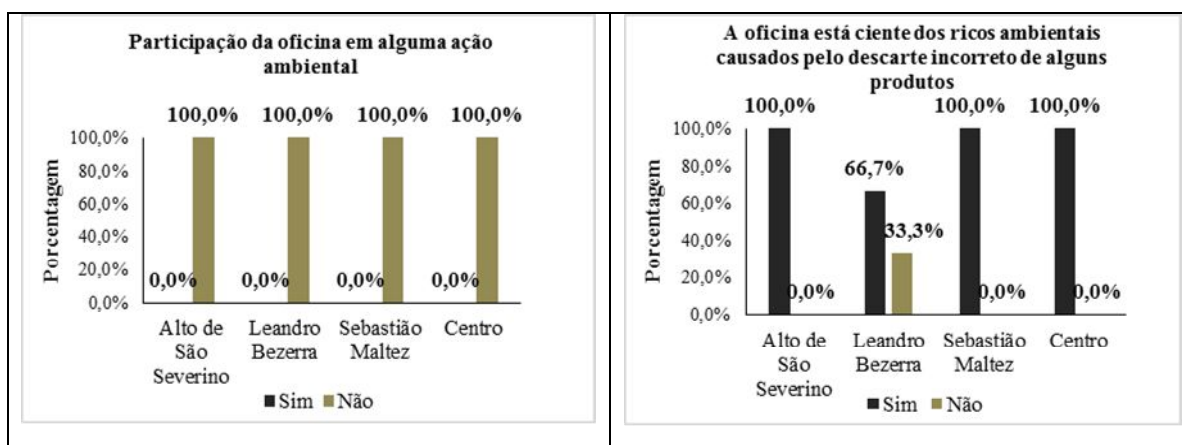 Participação da oficina em alguma ação
ambiental
100,0% 100,0% 100,0% 100,0%
100,0%
80,0%
60,0%
40,0%
20,0%
0,0%
Porcentagem
0,0% 0,0% 0,0% 0,0%
Alto de
São
Severino
Leandro
Bezerra
Sebastião
Maltez
Centro
Sim Não
A oficina está ciente dos ricos ambientais
causados pelo descarte incorreto de alguns
produtos
100,0% 100,0% 100,0%
100,0%
80,0%
60,0%
40,0%
20,0%
0,0%
Porcentagem
66,7%
33,3%
0,0% 0,0% 0,0%
Alto de
São
Severino
Leandro
Bezerra
Sebastião
Maltez
Centro
Sim Não